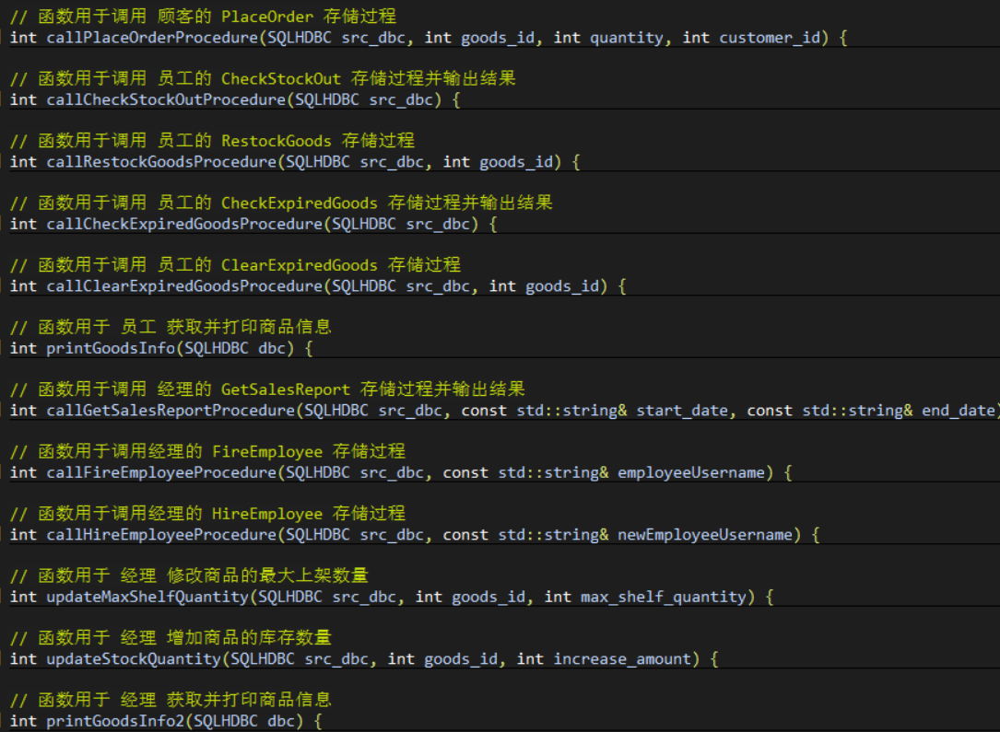 // 函数用于调用 顾客的 PlaceOrder 存储过程
int callPlaceOrderProcedure(SQLHDBC src_dbc, int goods_id, int quantity, int customer_id) {
// 函数用于调用 员工的 CheckStockOut 存储过程并输出结果
int callCheckStockOutProcedure(SQLHDBC src_dbc) {
// 函数用于调用 员工的 RestockGoods 存储过程
int callRestockGoodsProcedure(SQLHDBC src_dbc, int goods_id) {
// 函数用于调用 员工的 CheckExpiredGoods 存储过程并输出结果
int callCheckExpiredGoodsProcedure(SQLHDBC src_dbc) {
// 函数用于调用 员工的 ClearExpiredGoods 存储过程
int callClearExpiredGoodsProcedure(SQLHDBC src_dbc, int goods_id) {
// 函数用于 员工 获取并打印商品信息
int printGoodsInfo(SQLHDBC dbc) {
// 函数用于调用 经理的 GetSalesReport 存储过程并输出结果
int callGetSalesReportProcedure(SQLHDBC src_dbc, const std::string& start_date, const std::string& end_date)
// 函数用于调用经理的 FireEmployee 存储过程
int callFireEmployeeProcedure(SQLHDBC src_dbc, const std::string& employeeUsername) {
// 函数用于调用经理的 HireEmployee 存储过程
int callHireEmployeeProcedure(SQLHDBC src_dbc, const std::string& newEmployeeUsername) {
// 函数用于 经理 修改商品的最大上架数量
int updateMaxShelfQuantity(SQLHDBC src_dbc, int goods_id, int max_shelf_quantity) {
// 函数用于 经理 增加商品的库存数量
int updateStockQuantity(SQLHDBC src_dbc, int goods_id, int increase_amount) {
// 函数用于 经理 获取并打印商品信息
int printGoodsInfo2(SQLHDBC dbc) {